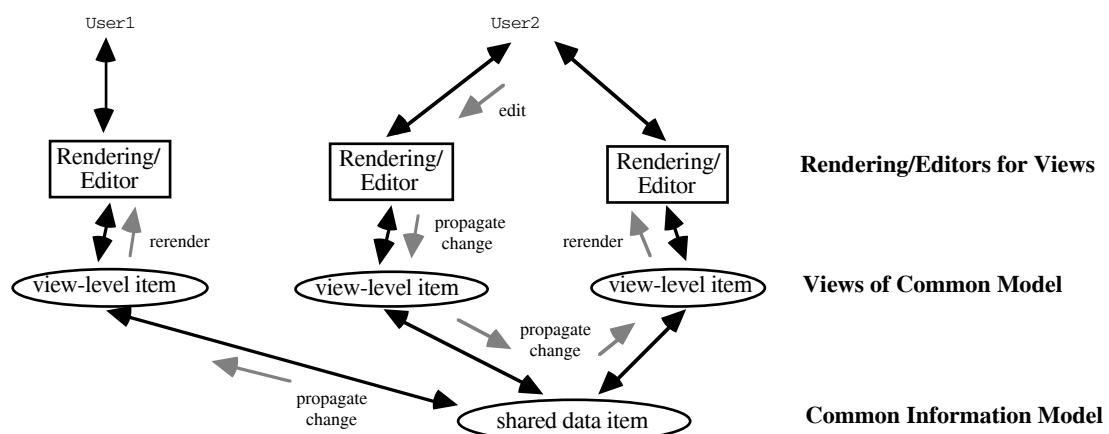 User1
User2
edit
Rendering/
Editor
Rendering/
Editor
Rendering/
Editor
Rendering/Editors for Views
rerender
propagate
change
rerender
view-level item
view-level item
view-level item
Views of Common Model
propagate
change
propagate
change
shared data item
Common Information Model